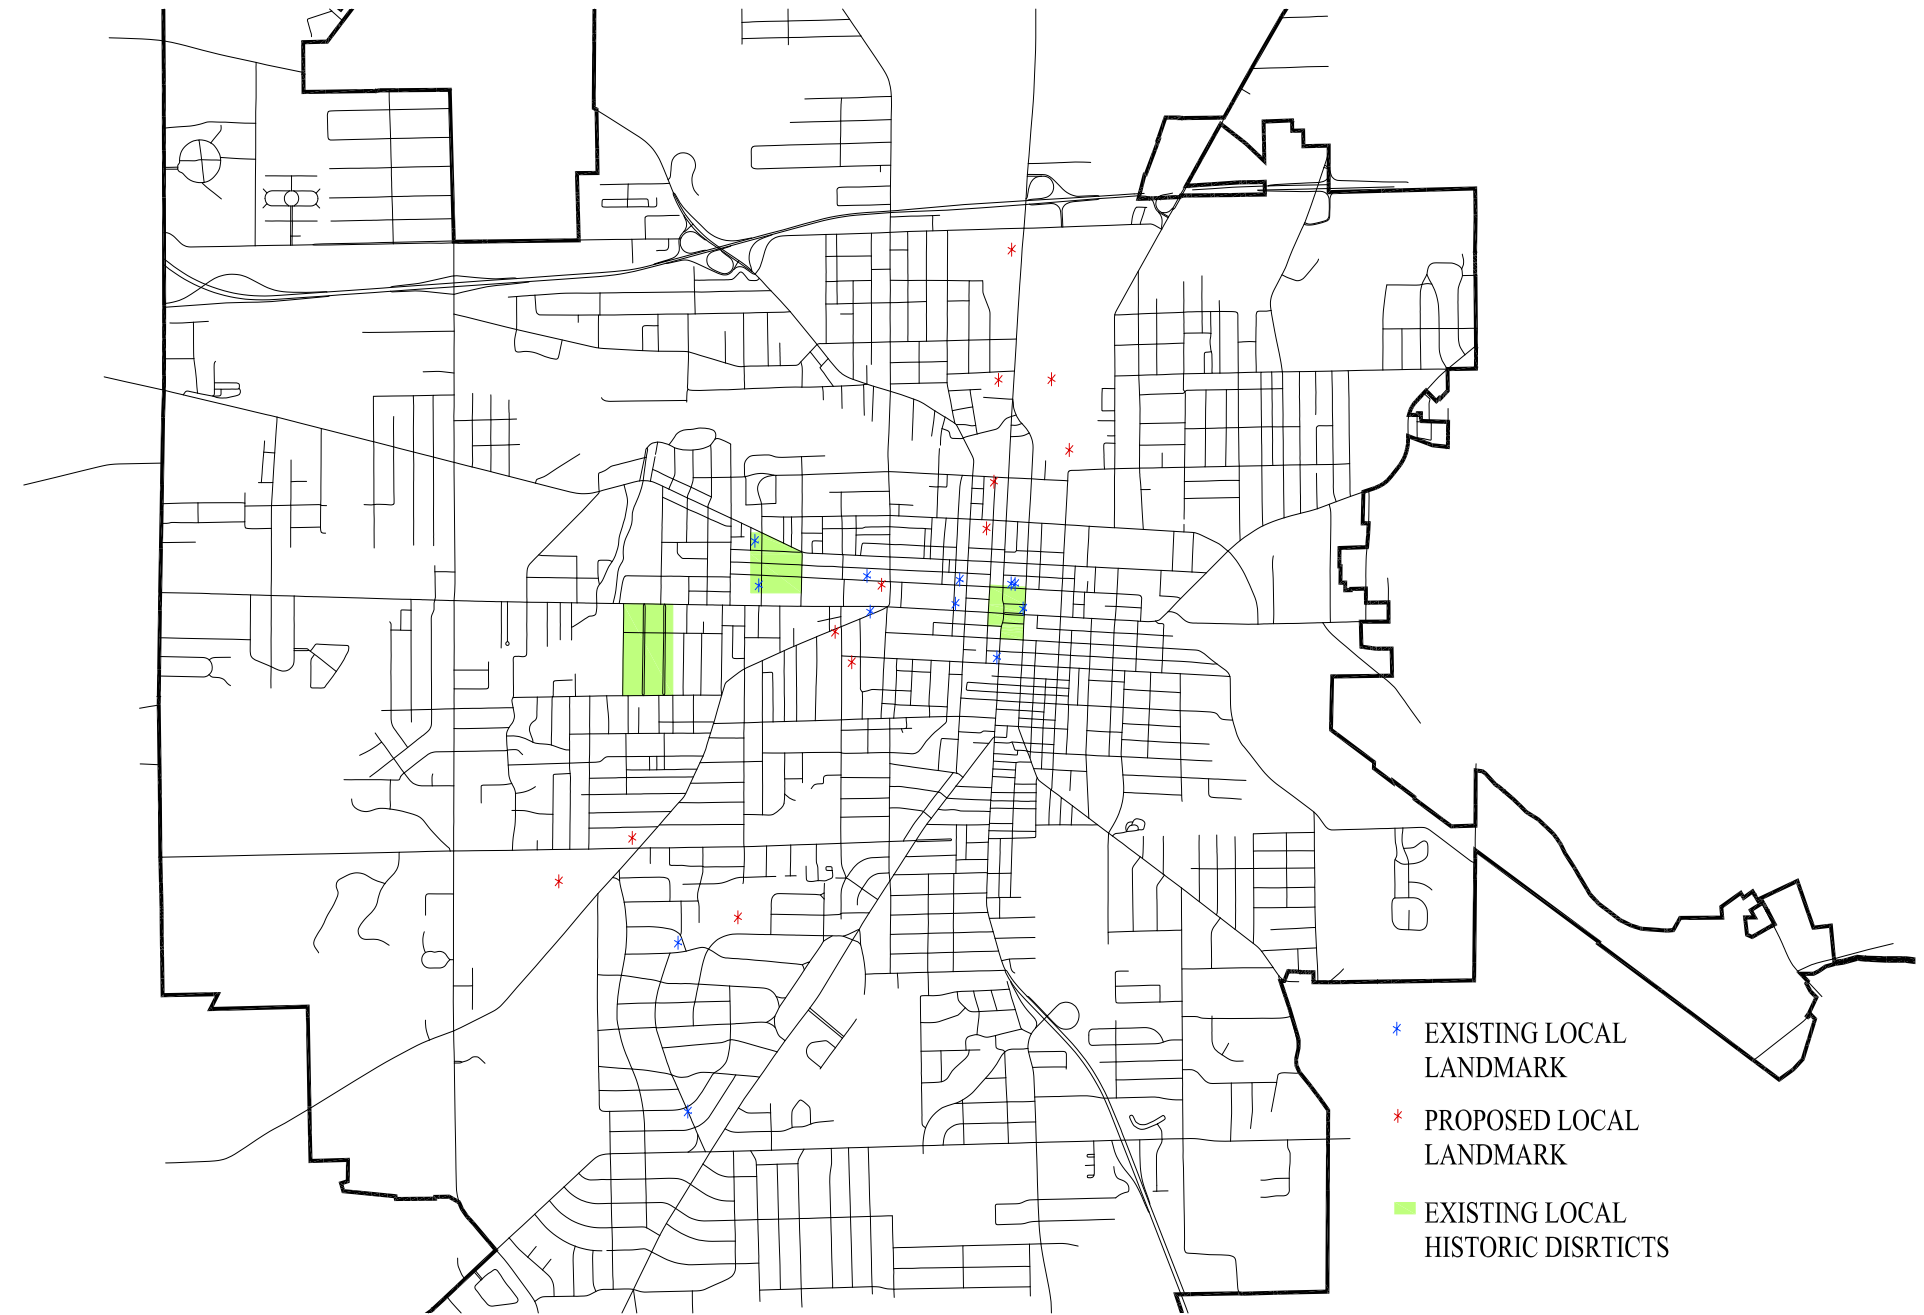 EXISTING LOCAL
LANDMARK
PROPOSED LOCAL
LANDMARK
EXISTING LOCAL
HISTORIC DISRTICTS